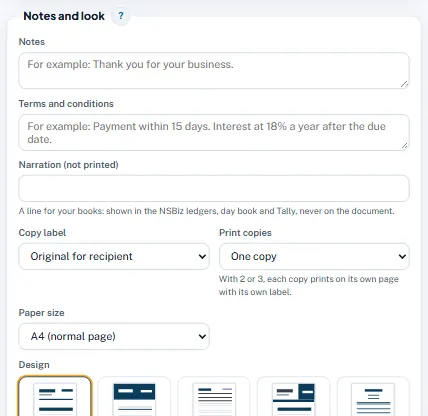 Notes and look ?
Notes
For example: Thank you for your business.
Terms and conditions
For example: Payment within 15 days. Interest at 18% a year after the due
date.
Narration (not printed)
A line for your books: shown in the NSBiz ledgers, day book and Tally, never on the document.
Copy label
Print copies
Original for recipient
One copy
With 2 or 3, each copy prints on its own page
with its own label.
Paper size
A4 (normal page)
Design